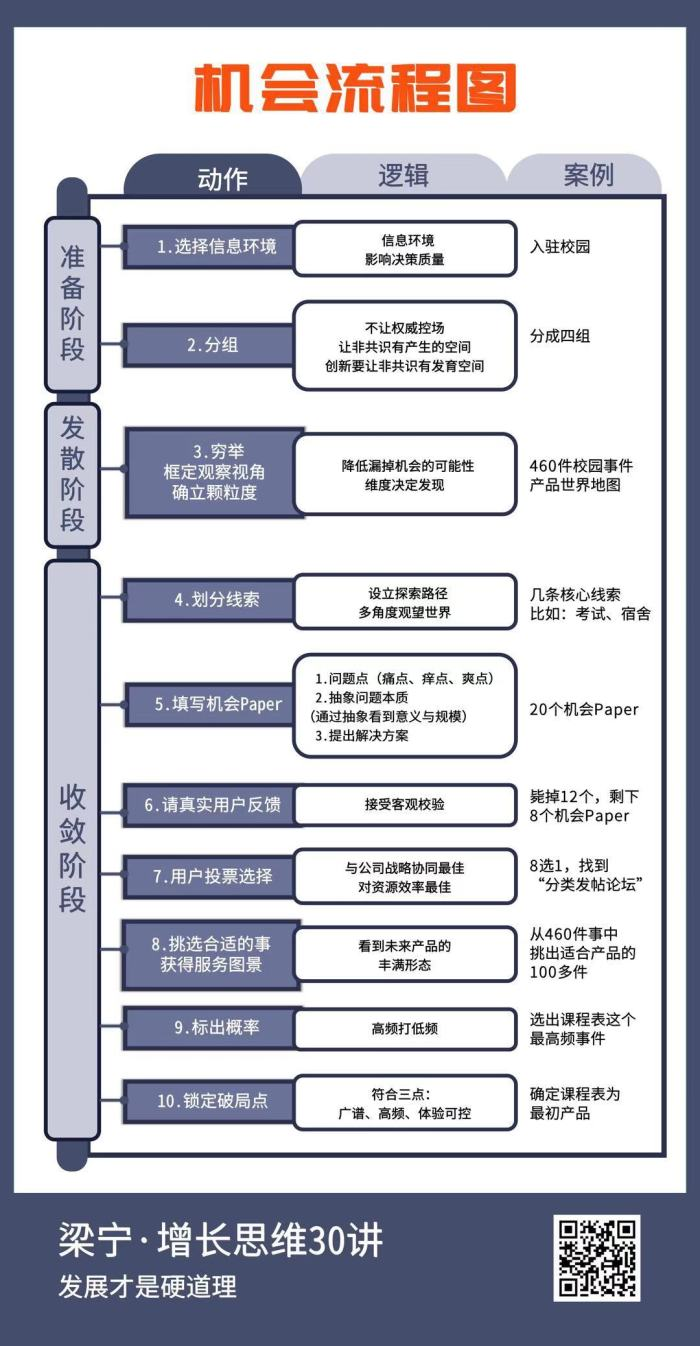 机会流程图
动作
逻辑
案例
准备阶段
1.选择信息环境
信息环境
影响决策质量
入驻校园
2.分组
不让权威控场
让非共识有产生的空间
创新要让非共识有发育空间
分成四组
发散阶段
3.穷举
框定观察视角
确立颗粒度
降低漏掉机会的可能性
维度决定发现
460件校园事件
产品世界地图
收敛阶段
4.划分线索
设立探索路径
多角度观望世界
几条核心线索
比如：考试、宿舍
5.填写机会Paper
1.问题点（痛点、痒点、爽点）
2.抽象问题本质
（通过抽象看到意义与规模）
3.提出解决方案
20个机会Paper
6.请真实用户反馈
接受客观校验
毙掉12个，剩下
8个机会Paper
7.用户投票选择
与公司战略协同最佳
对资源效率最佳
8选1，找到
“分类发帖论坛”
8.挑选合适的事
获得服务图景
看到未来产品的
丰满形态
从460件事中
挑出适合产品的
100多件
9.标出概率
高频打低频
选出课程表这个
最高频事件
10.锁定破局点
符合三点：
广谱、高频、体验可控
确定课程表为
最初产品
梁宁·增长思维30讲
发展才是硬道理